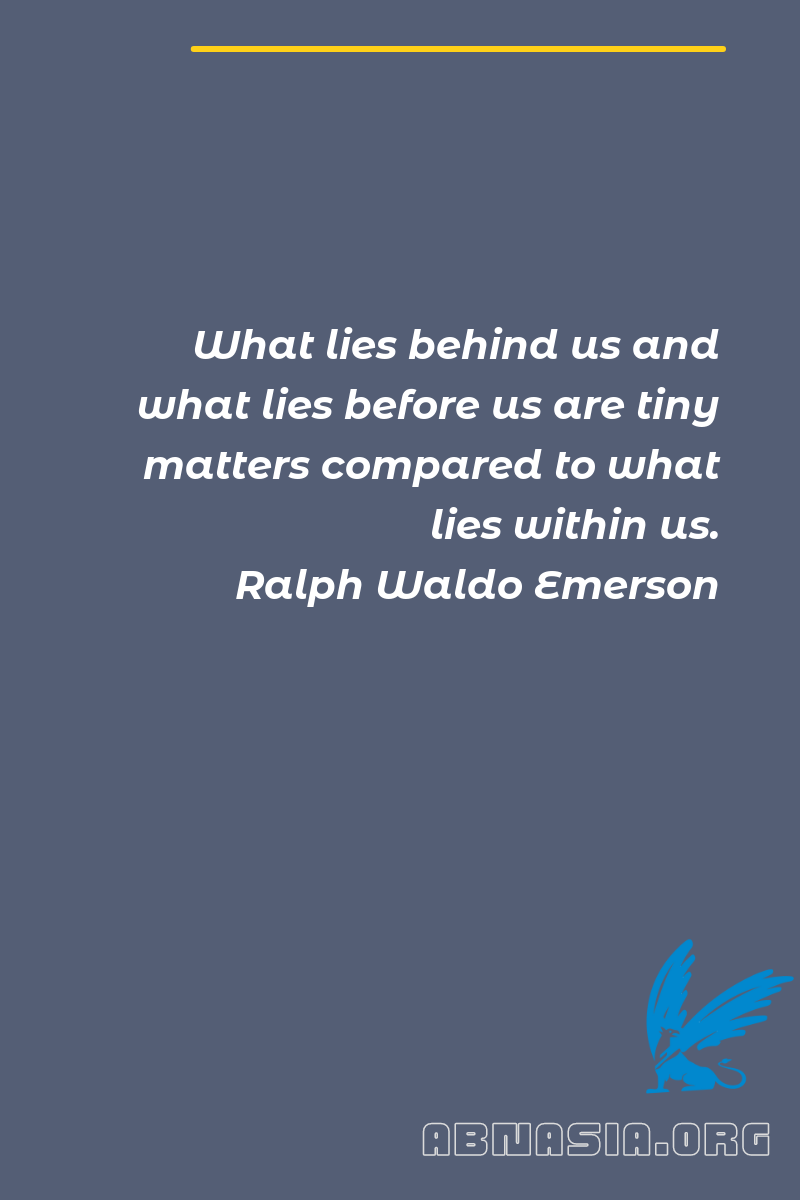 What lies behind us and
what lies before us are tiny
matters compared to what
lies within us.
Ralph Waldo Emerson
ABNASIA.ORG